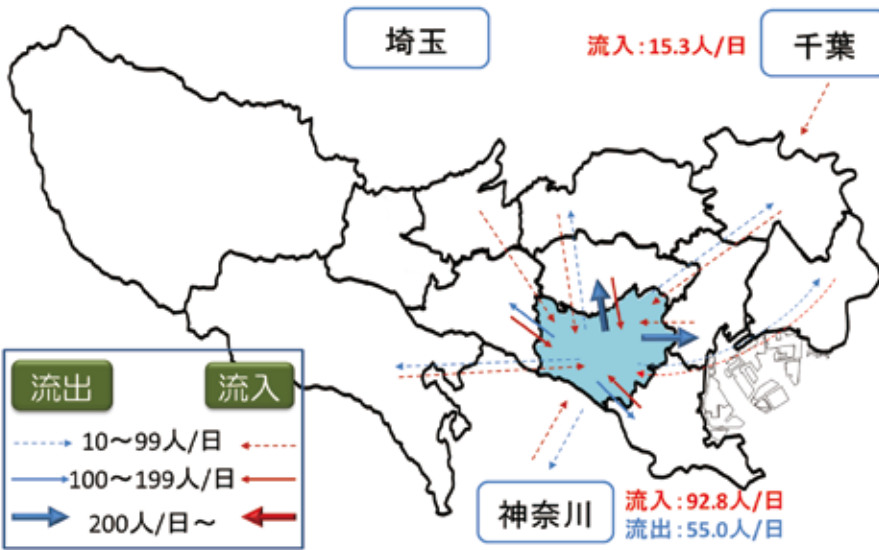 埼玉
流入:15.3人/日
千葉
流出
流入
10～99人/日
100～199人/日
200人/日～
神奈川
流入:92.8人/日
流出:55.0人/日